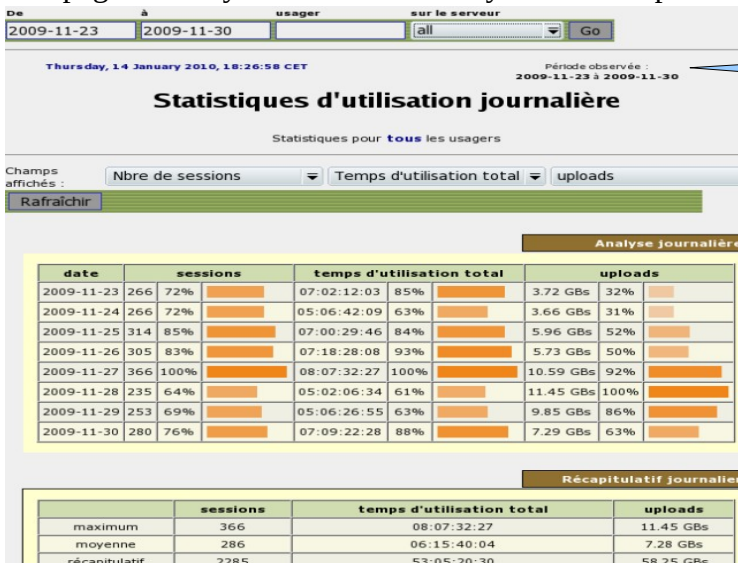 De à usager sur le serveur
2009-11-23 2009-11-30 all Go
Thursday, 14 January 2010, 18:26:58 CET
Période observée :
2009-11-23 à 2009-11-30
Statistiques d'utilisation journalière
Statistiques pour tous les usagers
Champs
affichés :
Nbre de sessions Temps d'utilisation total uploads
Rafraîchir
Analyse journalière
date sessions temps d'utilisation total uploads
2009-11-23 266 72% 07:02:12:03 85% 3.72 GBs 32%
2009-11-24 266 72% 05:06:42:09 63% 3.66 GBs 31%
2009-11-25 314 85% 07:00:29:46 84% 5.96 GBs 52%
2009-11-26 305 83% 07:18:28:08 93% 5.73 GBs 50%
2009-11-27 366 100% 08:07:32:27 100% 10.59 GBs 92%
2009-11-28 235 64% 05:02:06:34 61% 11.45 GBs 100%
2009-11-29 253 69% 05:06:26:55 63% 9.85 GBs 86%
2009-11-30 280 76% 07:09:22:28 88% 7.29 GBs 63%
Récapitulatif journalier
sessions temps d'utilisation total uploads
maximum 366 08:07:32:27 11.45 GBs
moyenne 286 06:15:40:04 7.28 GBs
récapitulatif 2285 53:05:20:30 58.25 GBs